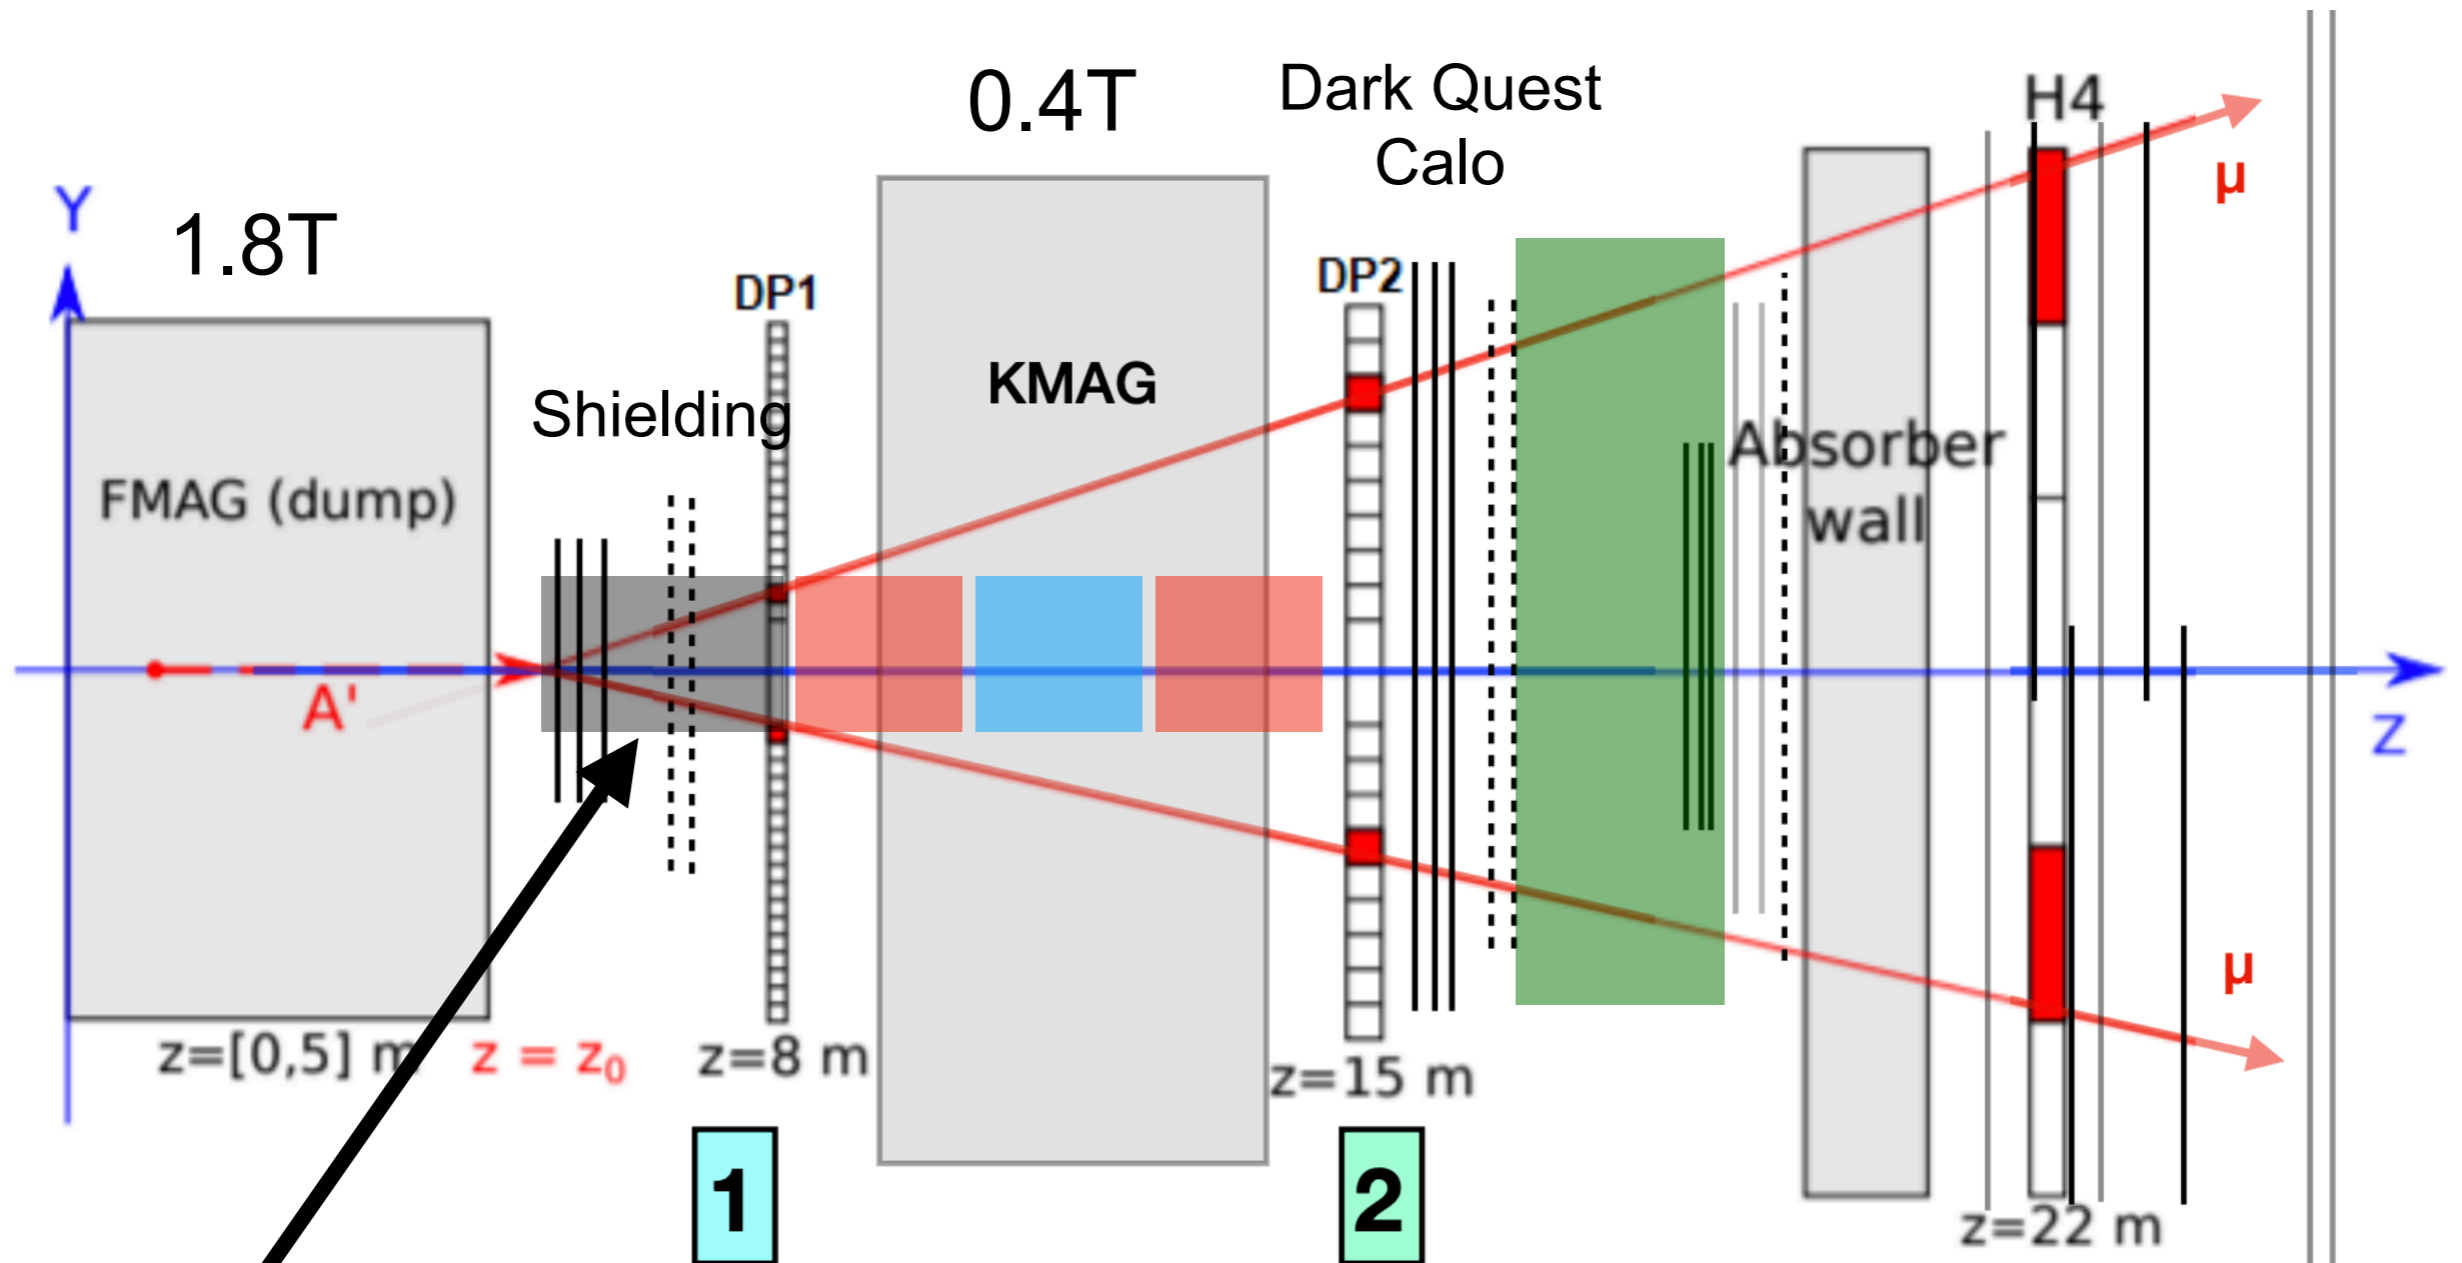 0.4T
Dark Quest
Calo
H4
Y
1.8T
μ
DP1
DP2
KMAG
Shielding
Absorber
wall
FMAG (dump)
A'
Z
μ
z=[0,5] m
z = z₀
z=8 m
z=15 m
1
2
z=22 m